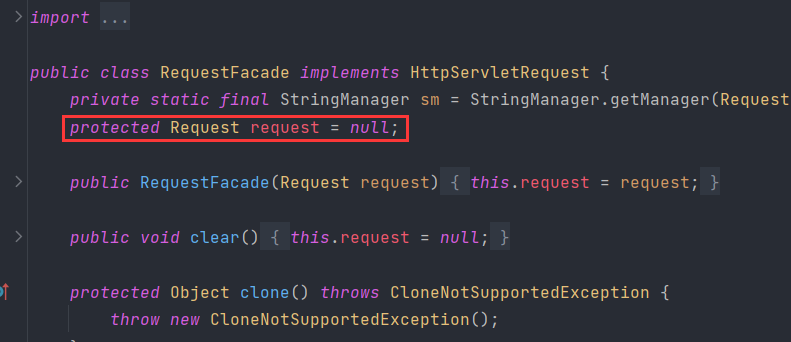 import ...
public class RequestFacade implements HttpServletRequest {
private static final StringManager sm = StringManager.getManager(Request
protected Request request = null;
public RequestFacade(Request request) { this.request = request; }
public void clear() { this.request = null; }
protected Object clone() throws CloneNotSupportedException {
throw new CloneNotSupportedException();
}